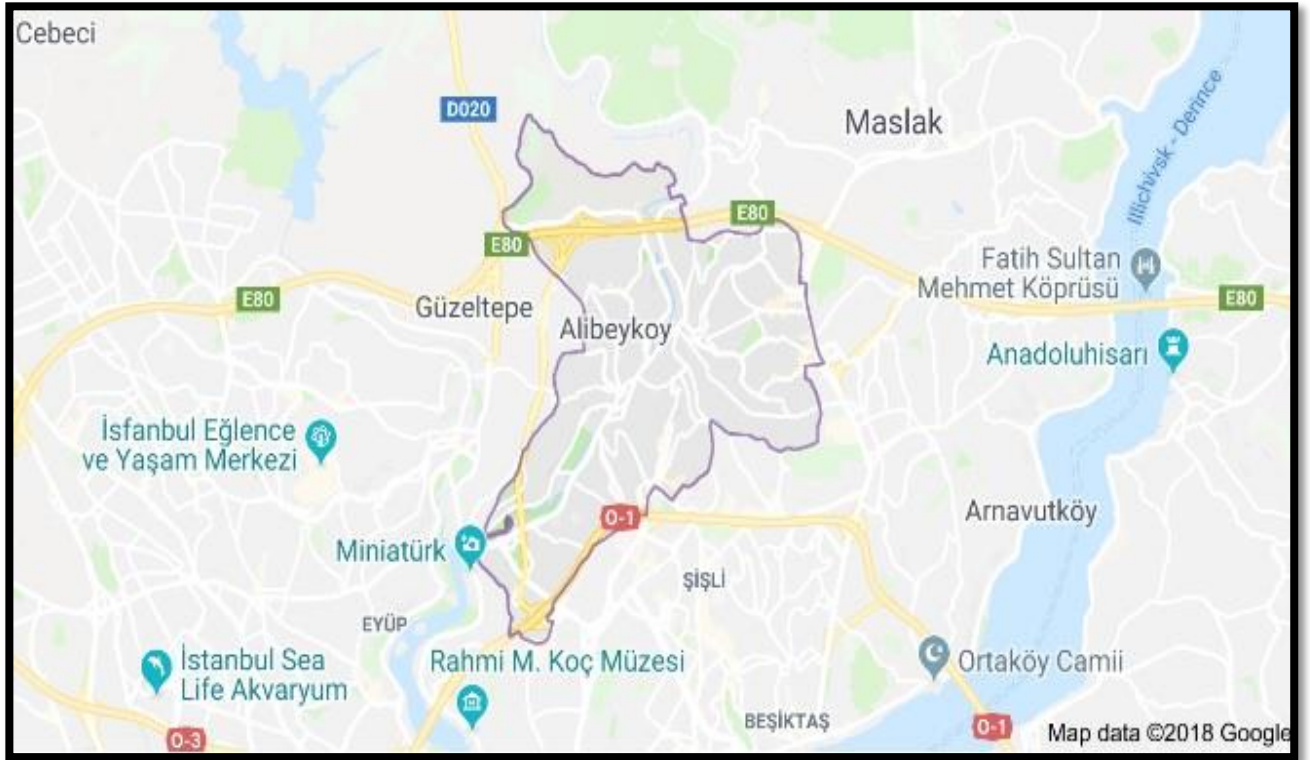 Cebeci
D020
Maslak
Illichivsk - Derince
E80
E80
Fatih Sultan
Mehmet Köprüsü
E80
E80
Güzeltepe
Alibeykoy
Anadoluhisarı
İsfanbul Eğlence
ve Yaşam Merkezi
O-1
Arnavutköy
Miniatürk
ŞİŞLİ
EYÜP
İstanbul Sea
Life Akvaryum
Rahmi M. Koç Müzesi
Ortaköy Camii
BEŞİKTAŞ
O-3
O-1
Map data ©2018 Google